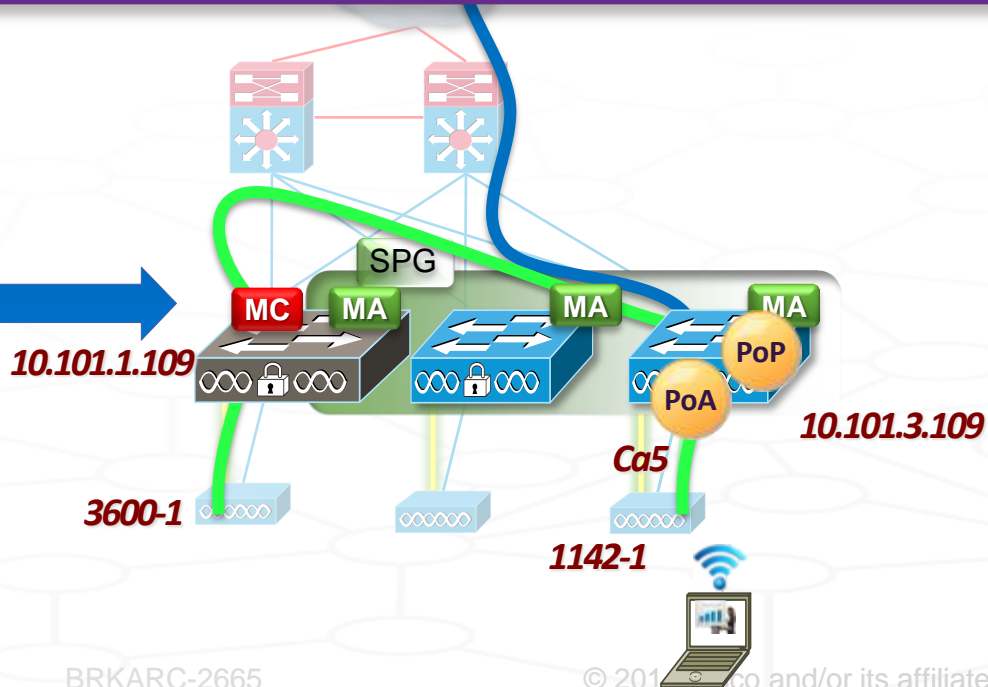 SPG
MC
MA
MA
MA
PoP
10.101.1.109
PoA
10.101.3.109
Ca5
3600-1
1142-1
BRKARC-2665
© and/or its affiliate